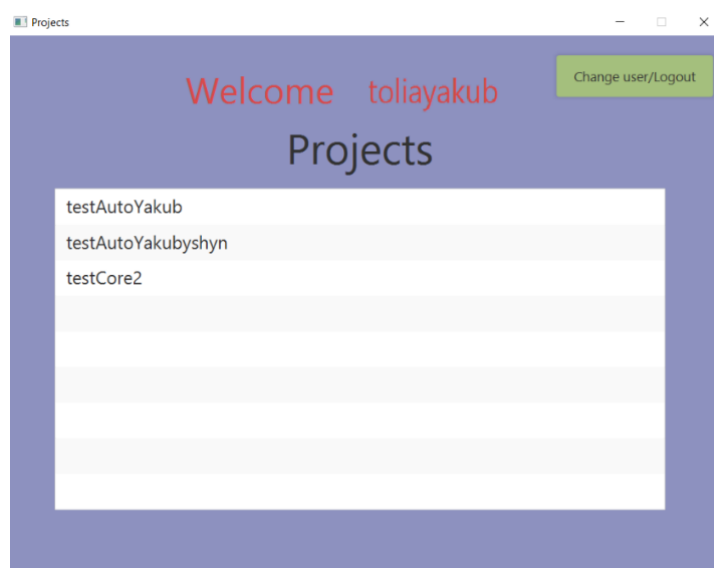 Projects
Change user/Logout
Welcome toliayakub
Projects
testAutoYakub
testAutoYakubyshyn
testCore2